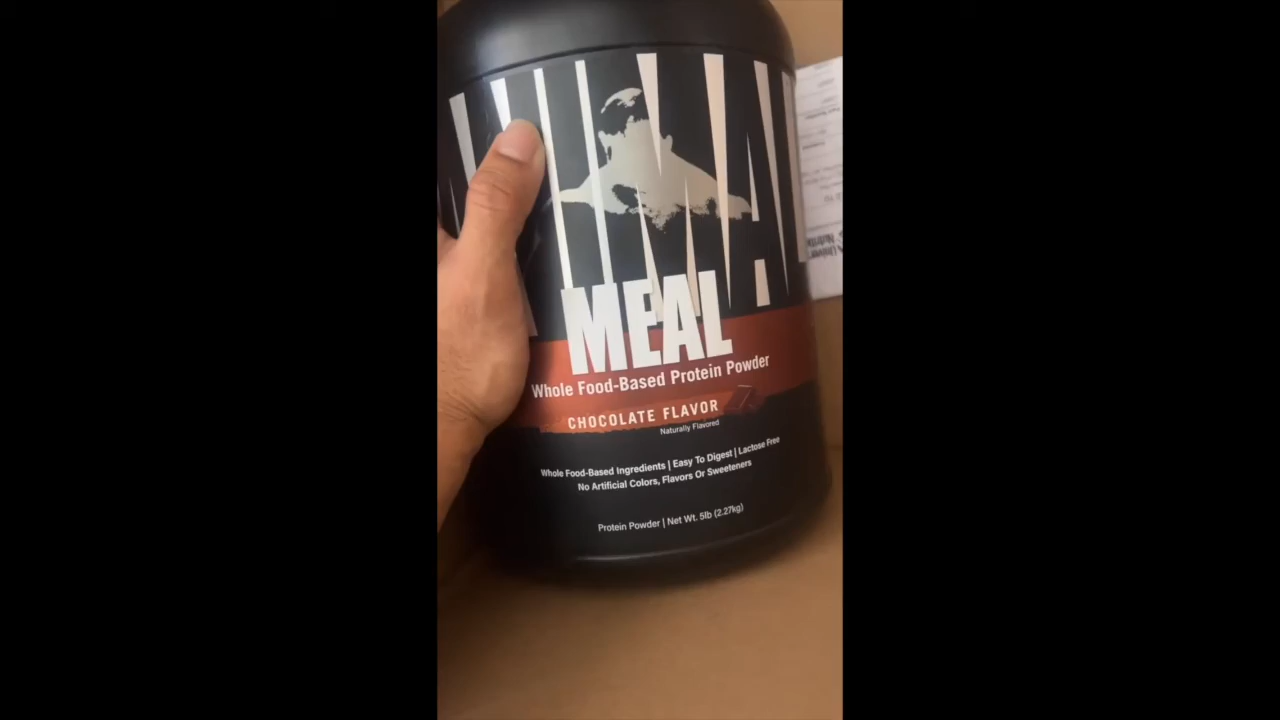 ANIMAL
MEAL
Whole Food-Based Protein Powder
CHOCOLATE FLAVOR
Naturally Flavored
Whole Food-Based Ingredients | Easy To Digest | Lactose Free
No Artificial Colors, Flavors Or Sweeteners
Protein Powder | Net Wt. 5lb (2.27kg)